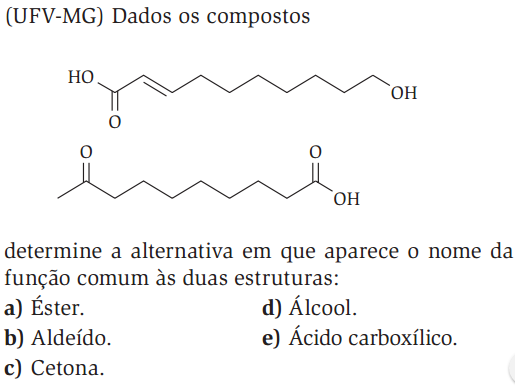 (UFV-MG) Dados os compostos
HO
O
OH
O
O
OH
determine a alternativa em que aparece o nome da
função comum às duas estruturas:
a) Éster.
b) Aldeído.
c) Cetona.
d) Álcool.
e) Ácido carboxílico.